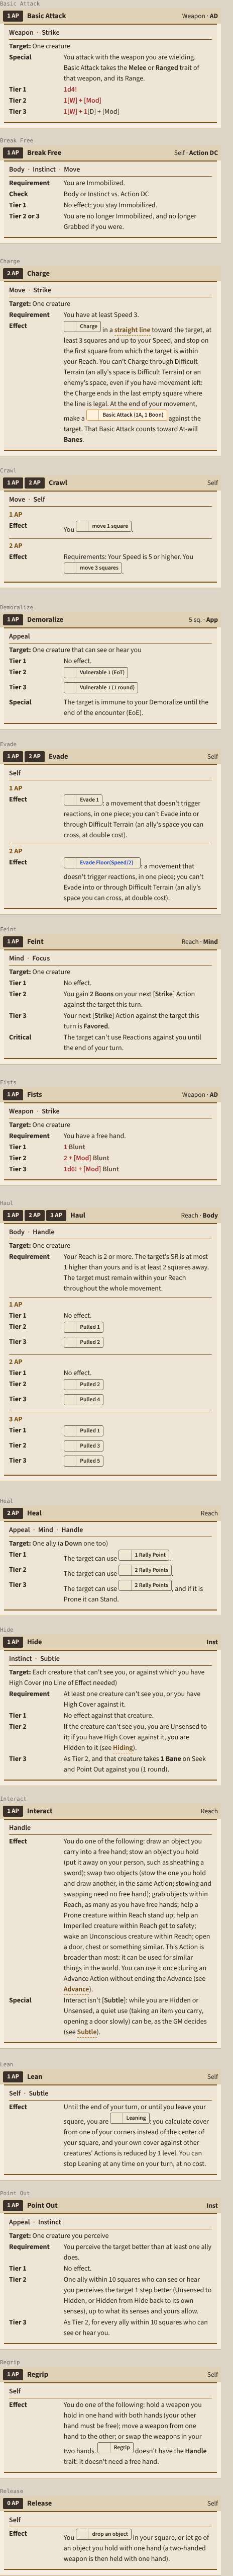 Basic Attack
1 AP Basic Attack Weapon · AD
Weapon · Strike
Target: One creature
Special You attack with the weapon you are wielding.
Basic Attack takes the Melee or Ranged trait of
that weapon, and its Range.
Tier 1 1d4!
Tier 2 1[W] + [Mod]
Tier 3 1[W] + 1[D] + [Mod]
Break Free
1 AP Break Free Self · Action DC
Body · Instinct · Move
Requirement You are Immobilized.
Check Body or Instinct vs. Action DC
Tier 1 No effect: you stay Immobilized.
Tier 2 or 3 You are no longer Immobilized, and no longer
Grabbed if you were.
Charge
2 AP Charge
Move · Strike
Target: One creature
Requirement You have at least Speed 3.
Effect Charge in a straight line toward the target, at
least 3 squares and up to your Speed, and stop on
the first square from which the target is within
your Reach. You can't Charge through Difficult
Terrain (an ally's space is Difficult Terrain) or an
enemy's space, even if you have movement left:
the Charge ends in the last empty square where
the line is legal. At the end of your movement,
make a Basic Attack (1A, 1 Boon) against the
target. That Basic Attack counts toward At-will
Banes.
Crawl
1 AP 2 AP Crawl Self
Move · Self
1 AP
Effect You move 1 square.
2 AP
Effect Requirements: Your Speed is 5 or higher. You
move 3 squares.
Demoralize
1 AP Demoralize 5 sq. · App
Appeal
Target: One creature that can see or hear you
Tier 1 No effect.
Tier 2 Vulnerable 1 (EoT)
Tier 3 Vulnerable 1 (1 round)
Special The target is immune to your Demoralize until the
end of the encounter (EoE).
Evade
1 AP 2 AP Evade Self
Self
1 AP
Effect Evade 1: a movement that doesn't trigger
reactions, in one piece; you can't Evade into or
through Difficult Terrain (an ally's space you can
cross, at double cost).
2 AP
Effect Evade Floor(Speed/2): a movement that
doesn't trigger reactions, in one piece; you can't
Evade into or through Difficult Terrain (an ally's
space you can cross, at double cost).
Feint
1 AP Feint Reach · Mind
Mind · Focus
Target: One creature
Tier 1 No effect.
Tier 2 You gain 2 Boons on your next [Strike] Action
against the target.
Tier 3 Your next [Strike] Action against the target this
turn is Favored.
Critical The target can't use Reactions against you until
the end of your turn.
Fists
1 AP Fists Weapon · AD
Weapon · Strike
Target: One creature
Requirement You have a free hand.
Tier 1 1 Blunt
Tier 2 2 + [Mod] Blunt
Tier 3 1d6! + [Mod] Blunt
Haul
1 AP 2 AP 3 AP Haul Reach · Body
Body · Handle
Target: One creature
Requirement Your Reach is 2 or more. The target's SR is at most
1 higher than yours and is at least 2 squares away.
The target must remain within your Reach
throughout the whole movement.
1 AP
Tier 1 No effect.
Tier 2 Pulled 1
Tier 3 Pulled 2
2 AP
Tier 1 No effect.
Tier 2 Pulled 2
Tier 3 Pulled 4
3 AP
Tier 1 Pulled 1
Tier 2 Pulled 3
Tier 3 Pulled 5
Heal
2 AP Heal Reach
Appeal · Mind · Handle
Target: One ally (a Down one too)
Tier 1 The target can use 1 Rally Point.
Tier 2 The target can use 2 Rally Points.
Tier 3 The target can use 2 Rally Points, and if it is
Prone it can Stand.
Hide
1 AP Hide Inst
Instinct · Subtle
Target: Each creature that can't see you, or against which you have
High Cover (no Line of Effect needed)
Requirement At least one creature can't see you, or you have
High Cover against it.
Tier 1 No effect against that creature.
Tier 2 If the creature can't see you, you are Unsensed to
it; if you have High Cover against it, you are
Hidden to it (see Hiding).
Tier 3 As Tier 2, and that creature takes 1 Bane on Seek
and Point Out against you (1 round).
Interact
1 AP Interact Reach
Handle
Effect You do one of the following: draw an object you
carry into a free hand; stow an object you hold
(put it away on your person, such as sheathing a
sword); swap two objects (stow the one you hold
and draw another, in the same Action; stowing and
swapping need no free hand); grab objects within
Reach, as many as you have free hands; help a
Prone creature within Reach stand up; help an
Imperiled creature within Reach get to safety;
wake an Unconscious creature within Reach; open
a door, chest or something similar. This Action is
broader than most: it can be used for similar
things in the world. You can use it once during an
Advance Action without ending the Advance (see
Advance).
Special Interact isn't [Subtle]: while you are Hidden or
Unsensed, a quiet use (taking an item you carry,
opening a door slowly) can be, as the GM decides
(see Subtle).
Lean
1 AP Lean Self
Self · Subtle
Effect Until the end of your turn, or until you leave your
square, you are Leaning: you calculate cover
from one of your corners instead of the center of
your square, and your own cover against other
creatures' Actions is reduced by 1 level. You can
stop Leaning at any time on your turn, at no cost.
Point Out
1 AP Point Out Inst
Appeal · Instinct
Target: One creature you perceive
Requirement You perceive the target better than at least one ally
does.
Tier 1 No effect.
Tier 2 One ally within 10 squares who can see or hear
you perceives the target 1 step better (Unsensed to
Hidden, or Hidden from Hide back to its own
senses), up to what its senses and yours allow.
Tier 3 As Tier 2, for every ally within 10 squares who can
see or hear you.
Regrip
1 AP Regrip Self
Self
Effect You do one of the following: hold a weapon you
hold in one hand with both hands (your other
hand must be free); move a weapon from one
hand to the other; or swap the weapons in your
two hands. Regrip doesn't have the Handle
trait: it doesn't need a free hand.
Release
0 AP Release Self
Self
Effect You drop an object in your square, or let go of
an object you hold with one hand (a two-handed
weapon is then held with one hand).